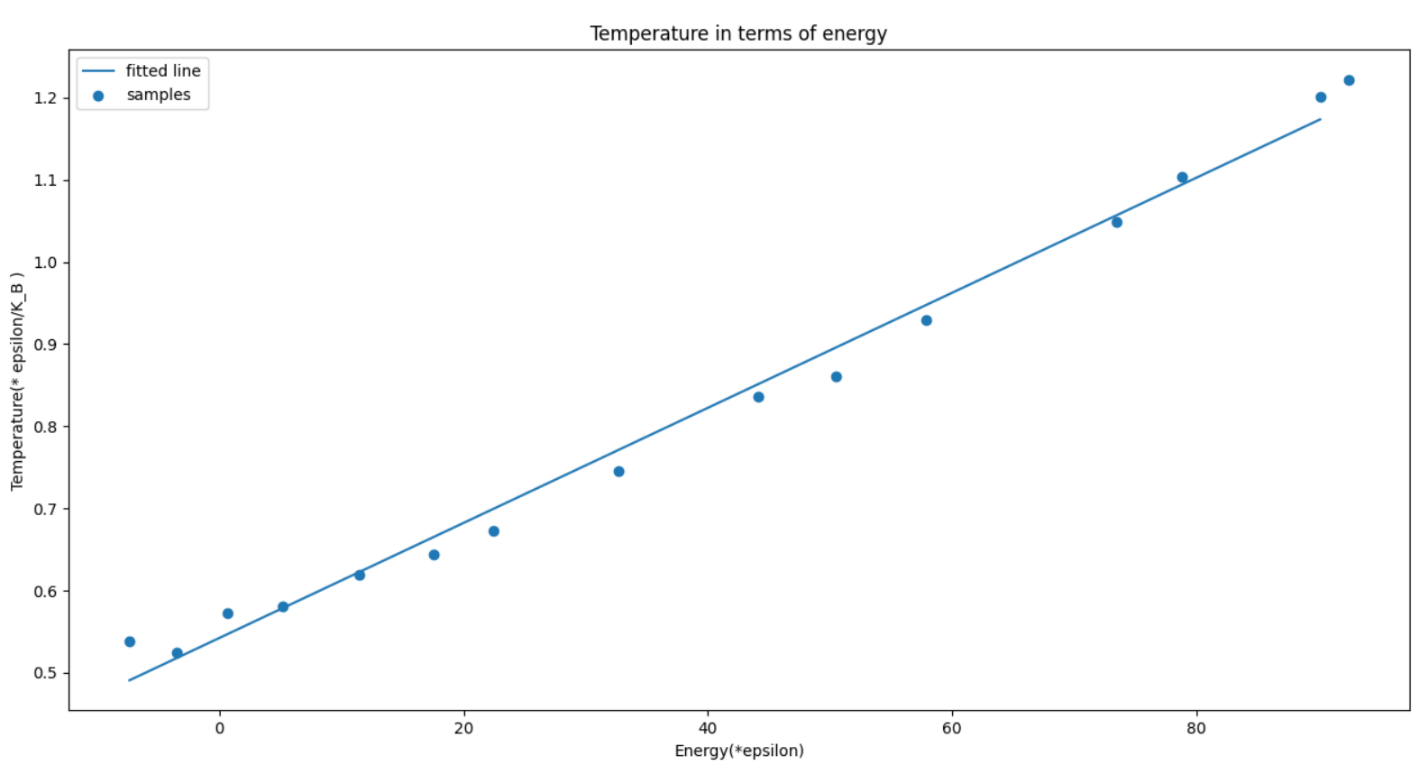 Temperature in terms of energy
fitted line
samples
1.2
1.1
1.0
0.9
0.8
0.7
0.6
0.5
Temperature(* epsilon/K_B )
0 20 40 60 80
Energy(*epsilon)